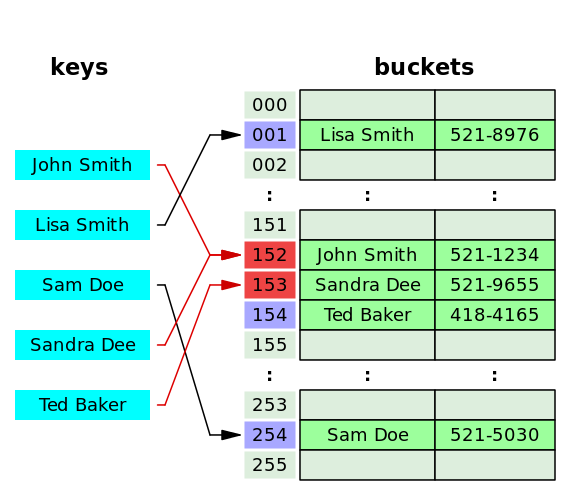 keys
John Smith
Lisa Smith
Sam Doe
Sandra Dee
Ted Baker
buckets
000
001 Lisa Smith 521-8976
002
: : :
151
152 John Smith 521-1234
153 Sandra Dee 521-9655
154 Ted Baker 418-4165
155
: : :
253
254 Sam Doe 521-5030
255